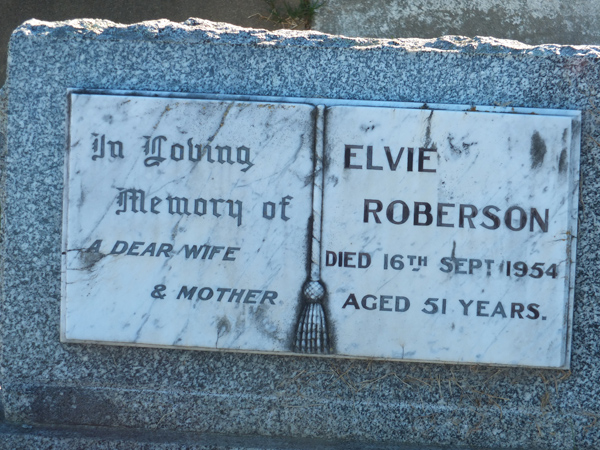 In Loving
Memory of
A DEAR WIFE
& MOTHER
ELVIE
ROBERSON
DIED 16TH SEPT 1954
AGED 51 YEARS.